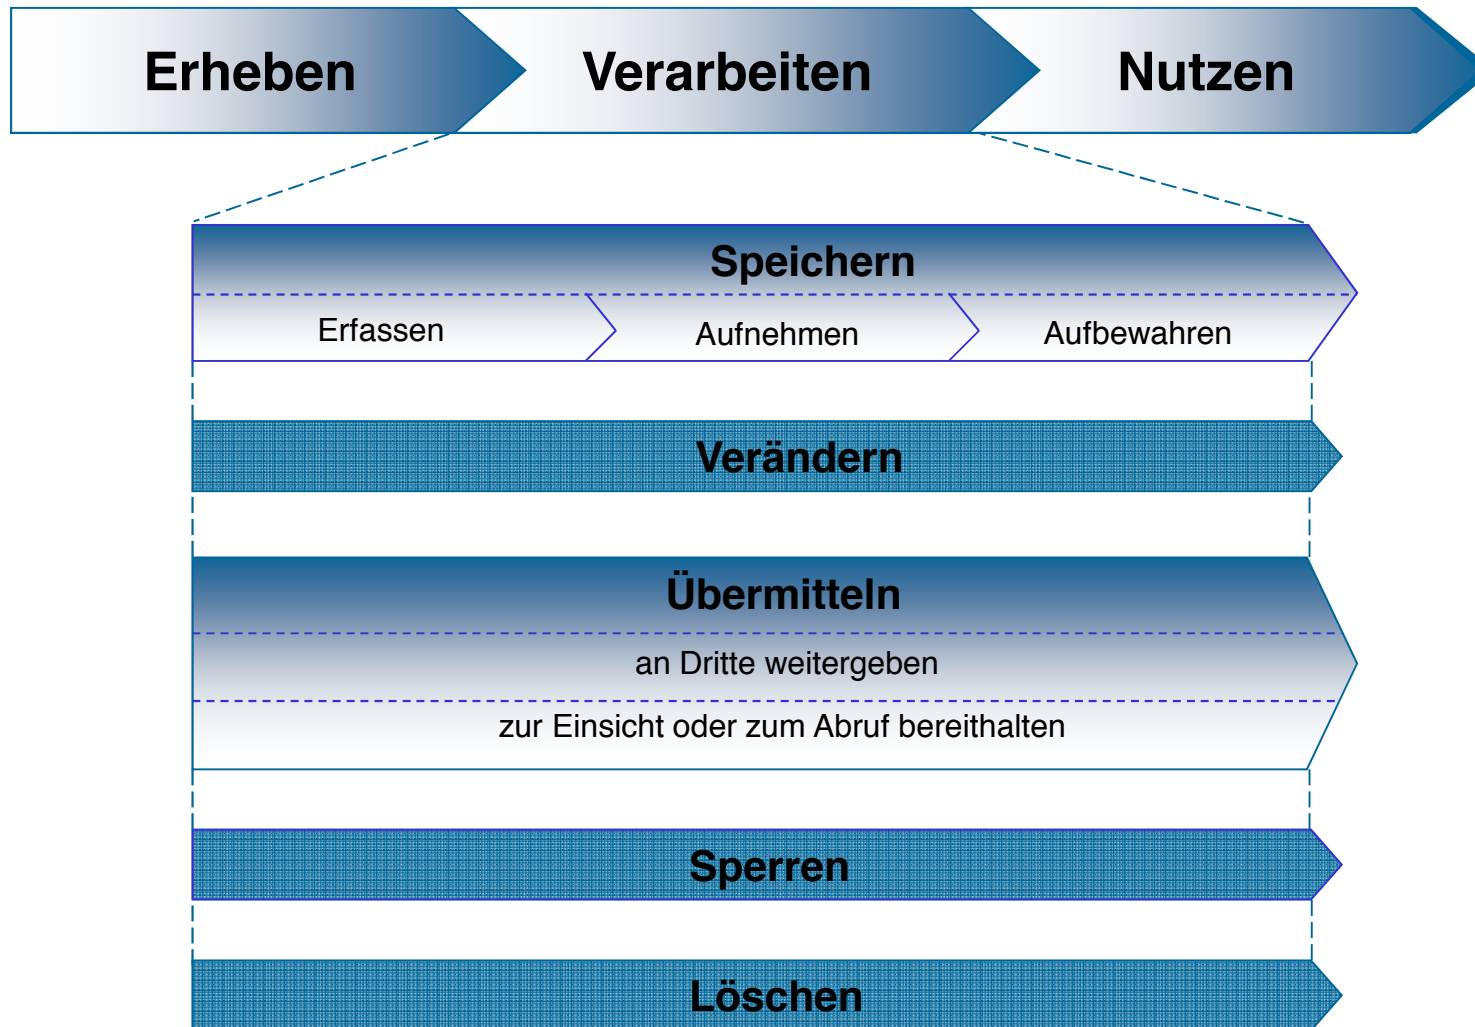 Erheben Verarbeiten Nutzen
Speichern
Erfassen Aufnehmen Aufbewahren
Verändern
Übermitteln
an Dritte weitergeben
zur Einsicht oder zum Abruf bereithalten
Sperren
Löschen